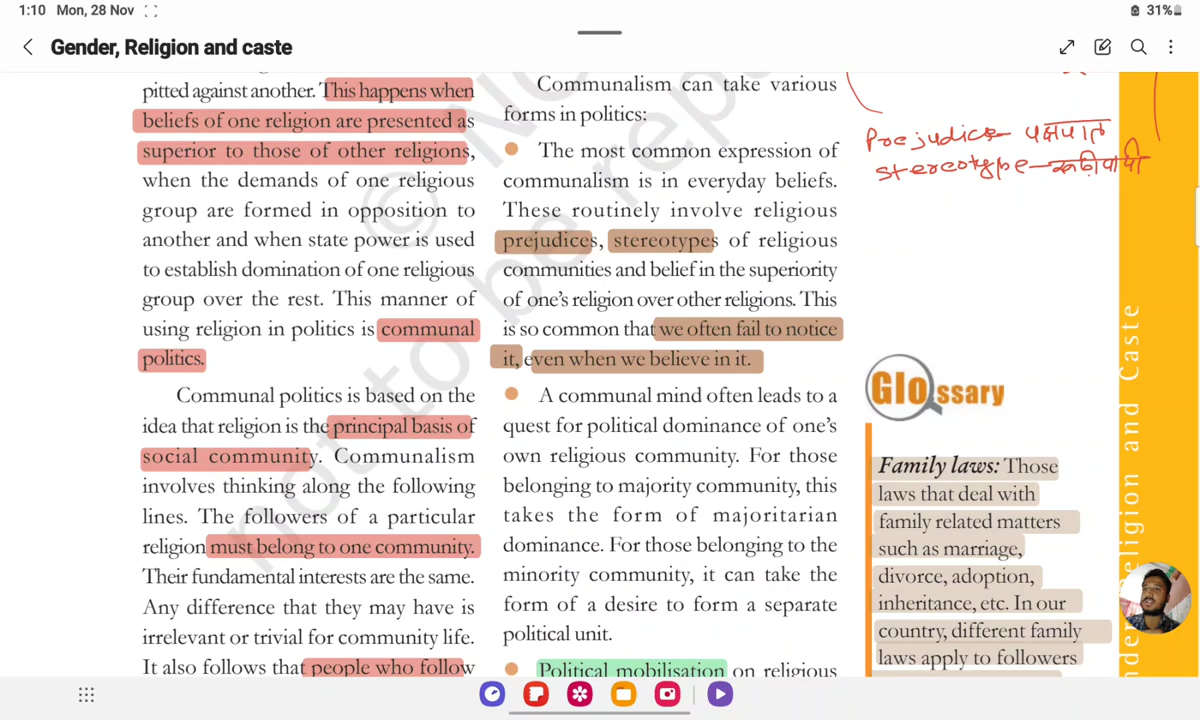 1:10 Mon, 28 Nov
31%
Gender, Religion and caste
pitted against another. This happens when
beliefs of one religion are presented as
superior to those of other religions,
when the demands of one religious
group are formed in opposition to
another and when state power is used
to establish domination of one religious
group over the rest. This manner of
using religion in politics is communal
politics.
Communal politics is based on the
idea that religion is the principal basis of
social community. Communalism
involves thinking along the following
lines. The followers of a particular
religion must belong to one community.
Their fundamental interests are the same.
Any difference that they may have is
irrelevant or trivial for community life.
It also follows that people who follow
Communalism can take various
forms in politics:
The most common expression of
communalism is in everyday beliefs.
These routinely involve religious
prejudices, stereotypes of religious
communities and belief in the superiority
of one's religion over other religions. This
is so common that we often fail to notice
it, even when we believe in it.
A communal mind often leads to a
quest for political dominance of one's
own religious community. For those
belonging to majority community, this
takes the form of majoritarian
dominance. For those belonging to the
minority community, it can take the
form of a desire to form a separate
political unit.
Political mobilisation on religious
Prejudice- पक्षपात
stereotype-
Glossary
Family laws: Those
laws that deal with
family related matters
such as marriage,
divorce, adoption,
inheritance, etc. In our
country, different family
laws apply to followers
eligion and Caste
© N
not to be rep